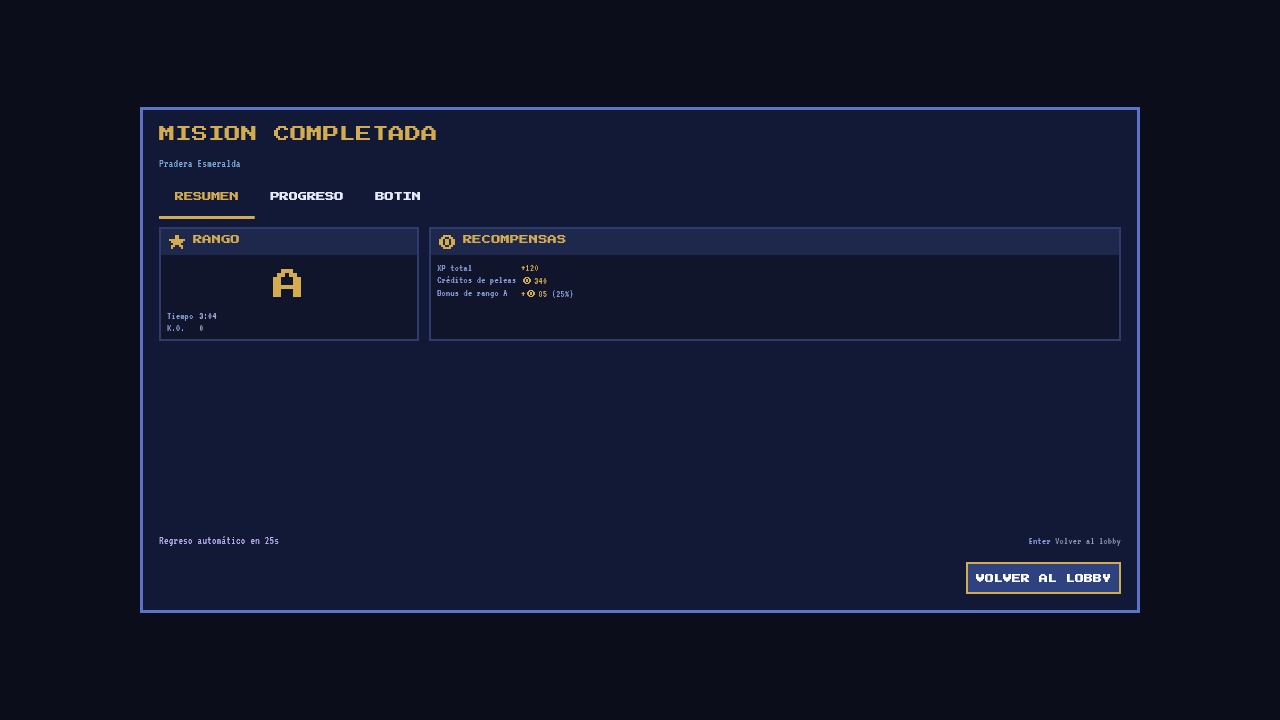 MISION COMPLETADA
Pradera Esmeralda
RESUMEN PROGRESO BOTIN
RANGO
A
Tiempo 3:04
K.O. 0
RECOMPENSAS
XP total +120
Créditos de peleas 340
Bonus de rango A + 85 (25%)
Regreso automático en 25s
Enter Volver al lobby
VOLVER AL LOBBY